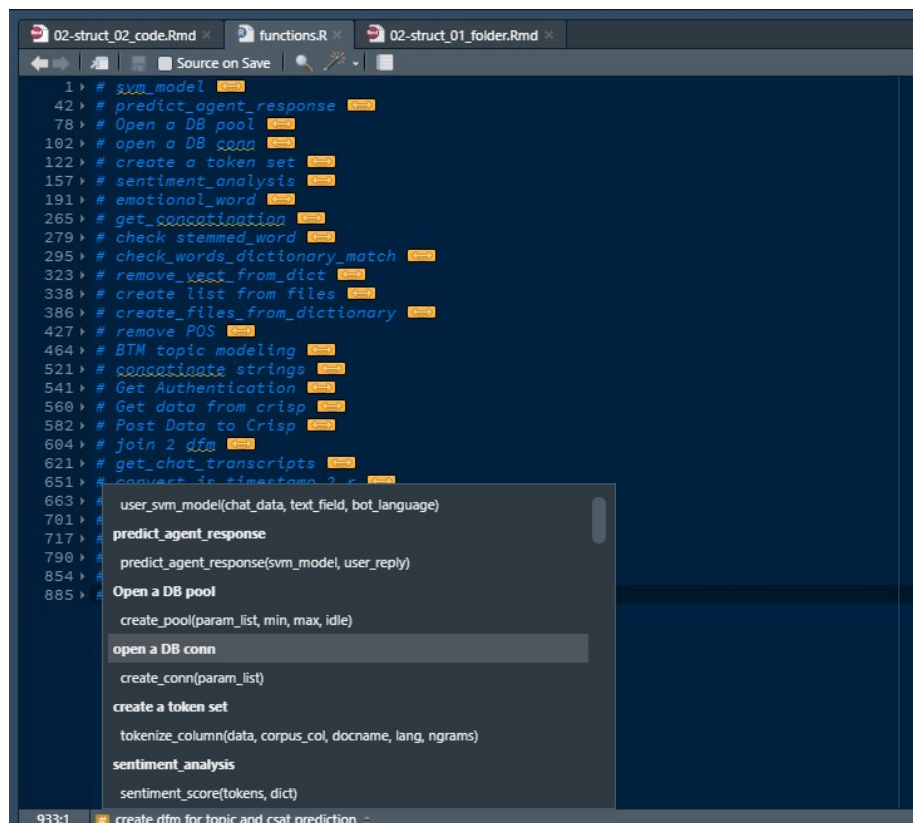 02-struct_02_code.Rmd × functions.R × 02-struct_01_folder.Rmd ×
Source on Save
1 # svm_model
42 # predict_agent_response
78 # Open a DB pool
102 # open a DB conn
122 # create a token set
157 # sentiment_analysis
191 # emotional_word
265 # get_concatination
279 # check stemmed_word
295 # check_words_dictionary_match
323 # remove_vect_from_dict
338 # create list from files
386 # create_files_from_dictionary
427 # remove POS
464 # BTM topic modeling
521 # concatinate strings
541 # Get Authentication
560 # Get data from crisp
582 # Post Data to Crisp
604 # join 2 dfm
621 # get_chat_transcripts
651 # convert js timestamp 2 r
663 #
701 #
717 #
790 #
854 #
885 #
user_svm_model(chat_data, text_field, bot_language)
predict_agent_response
predict_agent_response(svm_model, user_reply)
Open a DB pool
create_pool(param_list, min, max, idle)
open a DB conn
create_conn(param_list)
create a token set
tokenize_column(data, corpus_col, docname, lang, ngrams)
sentiment_analysis
sentiment_score(tokens, dict)
933:1 # create dfm for topic and csat prediction